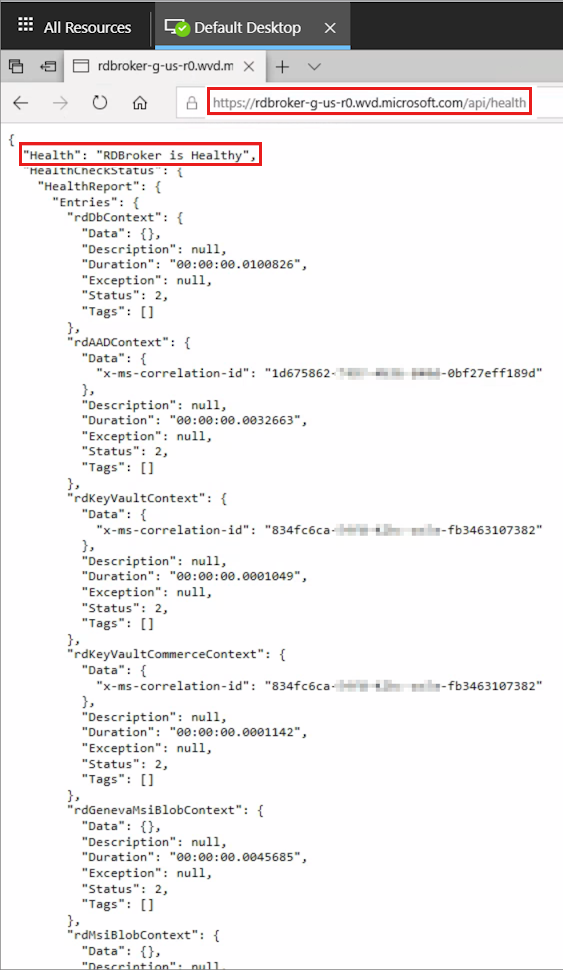 All Resources
Default Desktop
rdbroker-g-us-r0.wvd.m
https://rdbroker-g-us-r0.wvd.microsoft.com/api/health
{
"Health": "RDBroker is Healthy",
"HealthCheckStatus": {
"HealthReport": {
"Entries": {
"rdDbContext": {
"Data": {},
"Description": null,
"Duration": "00:00:00.0100826",
"Exception": null,
"Status": 2,
"Tags": []
},
"rdAADContext": {
"Data": {
"x-ms-correlation-id": "1d675862- -0bf27eff189d"
},
"Description": null,
"Duration": "00:00:00.0032663",
"Exception": null,
"Status": 2,
"Tags": []
},
"rdKeyVaultContext": {
"Data": {
"x-ms-correlation-id": "834fc6ca- -fb3463107382"
},
"Description": null,
"Duration": "00:00:00.0001049",
"Exception": null,
"Status": 2,
"Tags": []
},
"rdKeyVaultCommerceContext": {
"Data": {
"x-ms-correlation-id": "834fc6ca- -fb3463107382"
},
"Description": null,
"Duration": "00:00:00.0001142",
"Exception": null,
"Status": 2,
"Tags": []
},
"rdGenevaMsiBlobContext": {
"Data": {},
"Description": null,
"Duration": "00:00:00.0045685",
"Exception": null,
"Status": 2,
"Tags": []
},
"rdMsiBlobContext": {
"Data": {},
"Description": null,